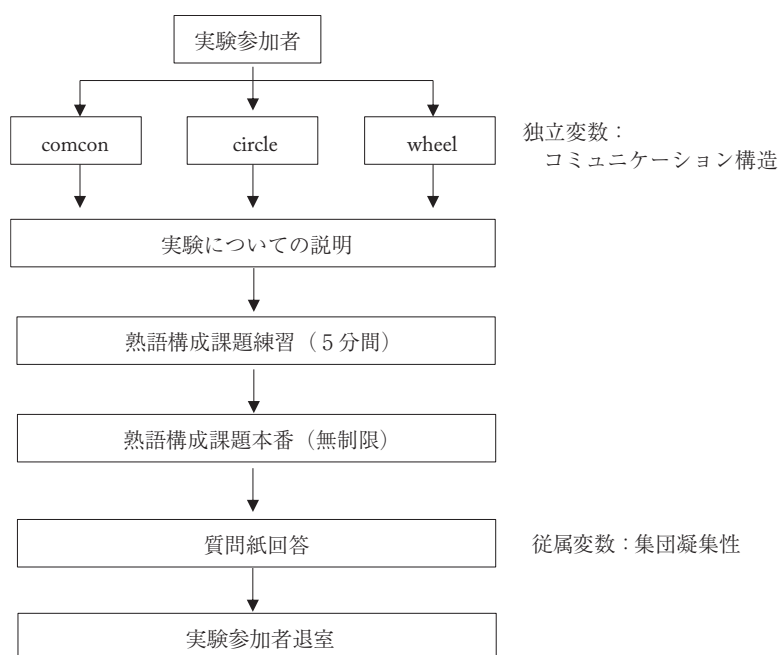 実験参加者
comcon
circle
wheel
独立変数：
コミュニケーション構造
実験についての説明
熟語構成課題練習（５分間）
熟語構成課題本番（無制限）
質問紙回答
従属変数：集団凝集性
実験参加者退室